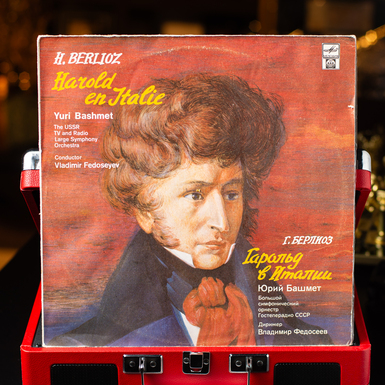 H. BERLIOZ
Harold
en Italie
Yuri Bashmet
The USSR
TV and Radio
Large Symphony
Orchestra
Conductor
Vladimir Fedoseyev
Г. БЕРЛИОЗ
Гарольд
в Италии
Юрий Башмет
Большой
симфонический
оркестр
Гостелерадио СССР
Дирижер
Владимир Федосеев